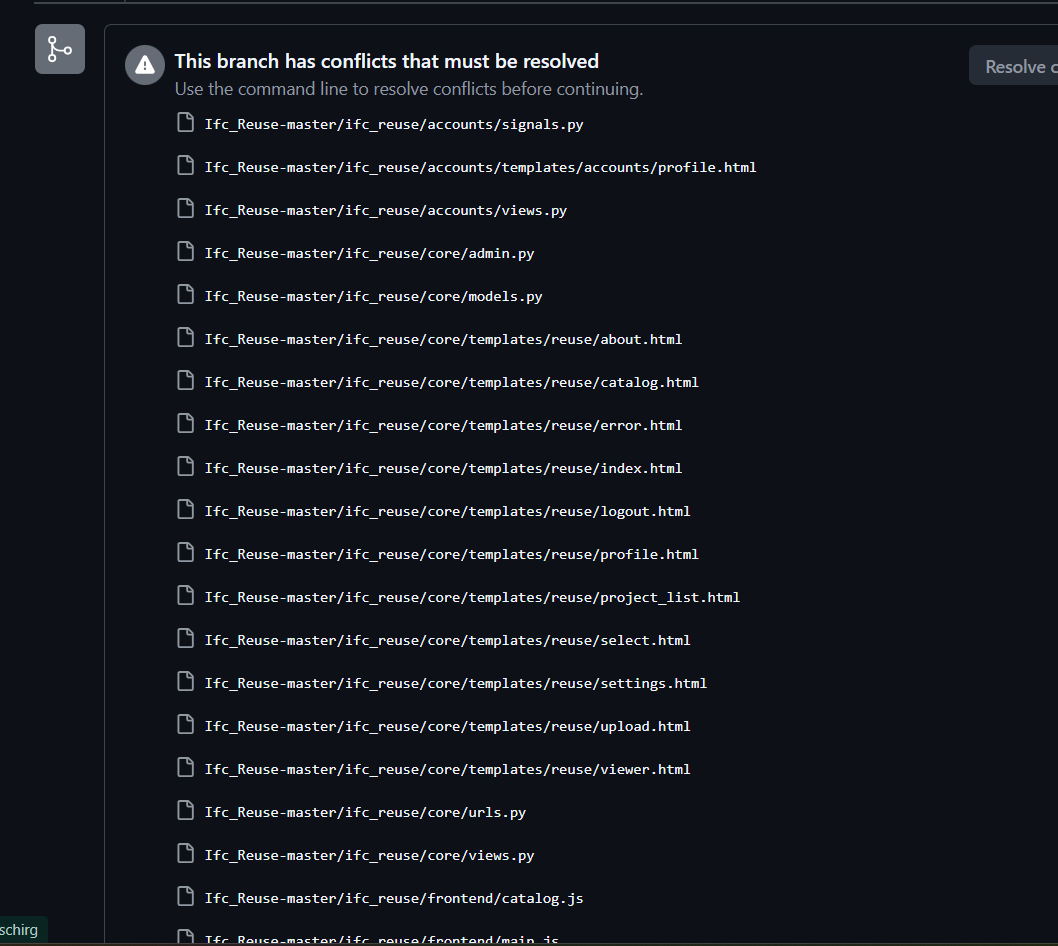 This branch has conflicts that must be resolved
Resolve c
Use the command line to resolve conflicts before continuing.
Ifc_Reuse-master/ifc_reuse/accounts/signals.py
Ifc_Reuse-master/ifc_reuse/accounts/templates/accounts/profile.html
Ifc_Reuse-master/ifc_reuse/accounts/views.py
Ifc_Reuse-master/ifc_reuse/core/admin.py
Ifc_Reuse-master/ifc_reuse/core/models.py
Ifc_Reuse-master/ifc_reuse/core/templates/reuse/about.html
Ifc_Reuse-master/ifc_reuse/core/templates/reuse/catalog.html
Ifc_Reuse-master/ifc_reuse/core/templates/reuse/error.html
Ifc_Reuse-master/ifc_reuse/core/templates/reuse/index.html
Ifc_Reuse-master/ifc_reuse/core/templates/reuse/logout.html
Ifc_Reuse-master/ifc_reuse/core/templates/reuse/profile.html
Ifc_Reuse-master/ifc_reuse/core/templates/reuse/project_list.html
Ifc_Reuse-master/ifc_reuse/core/templates/reuse/select.html
Ifc_Reuse-master/ifc_reuse/core/templates/reuse/settings.html
Ifc_Reuse-master/ifc_reuse/core/templates/reuse/upload.html
Ifc_Reuse-master/ifc_reuse/core/templates/reuse/viewer.html
Ifc_Reuse-master/ifc_reuse/core/urls.py
Ifc_Reuse-master/ifc_reuse/core/views.py
Ifc_Reuse-master/ifc_reuse/frontend/catalog.js
schirg
Ifc_Reuse-master/ifc_reuse/frontend/main.js